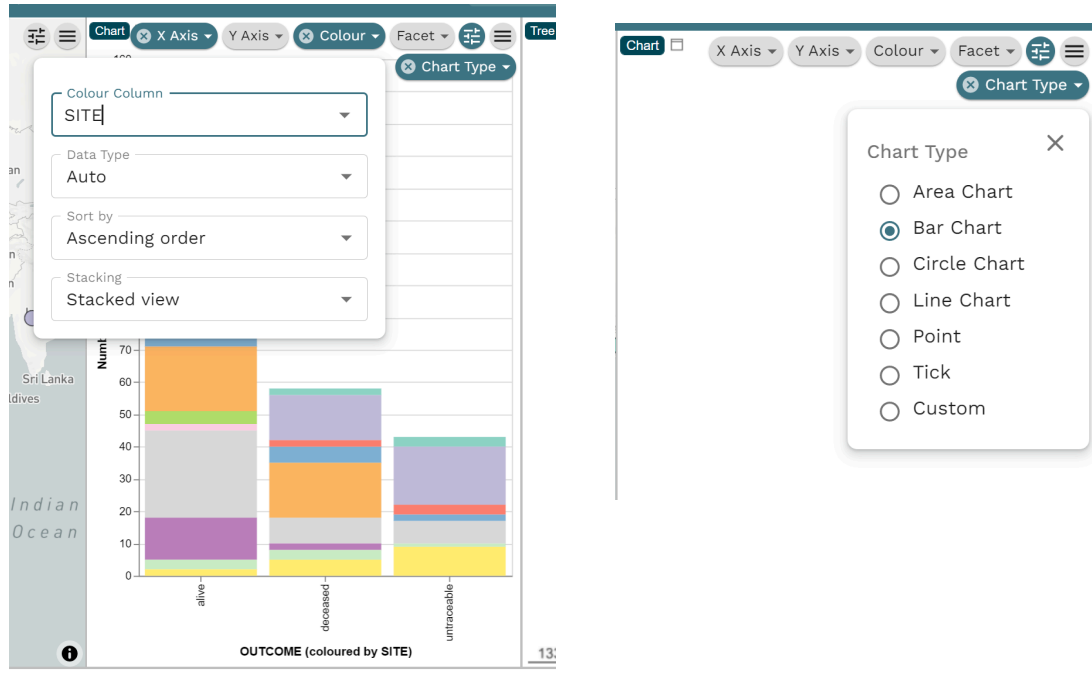 Chart
X Axis
Y Axis
Colour
Facet
Tree
Chart Type
Colour Column
SITE
Data Type
Auto
Sort by
Ascending order
Stacking
Stacked view
an
n
n
Sri Lanka
ldives
Indian
Ocean
Numb
70
60
50
40
30
20
10
0
alive
deceased
untraceable
OUTCOME (coloured by SITE)
Chart
X Axis
Y Axis
Colour
Facet
Chart Type
Chart Type
Area Chart
Bar Chart
Circle Chart
Line Chart
Point
Tick
Custom